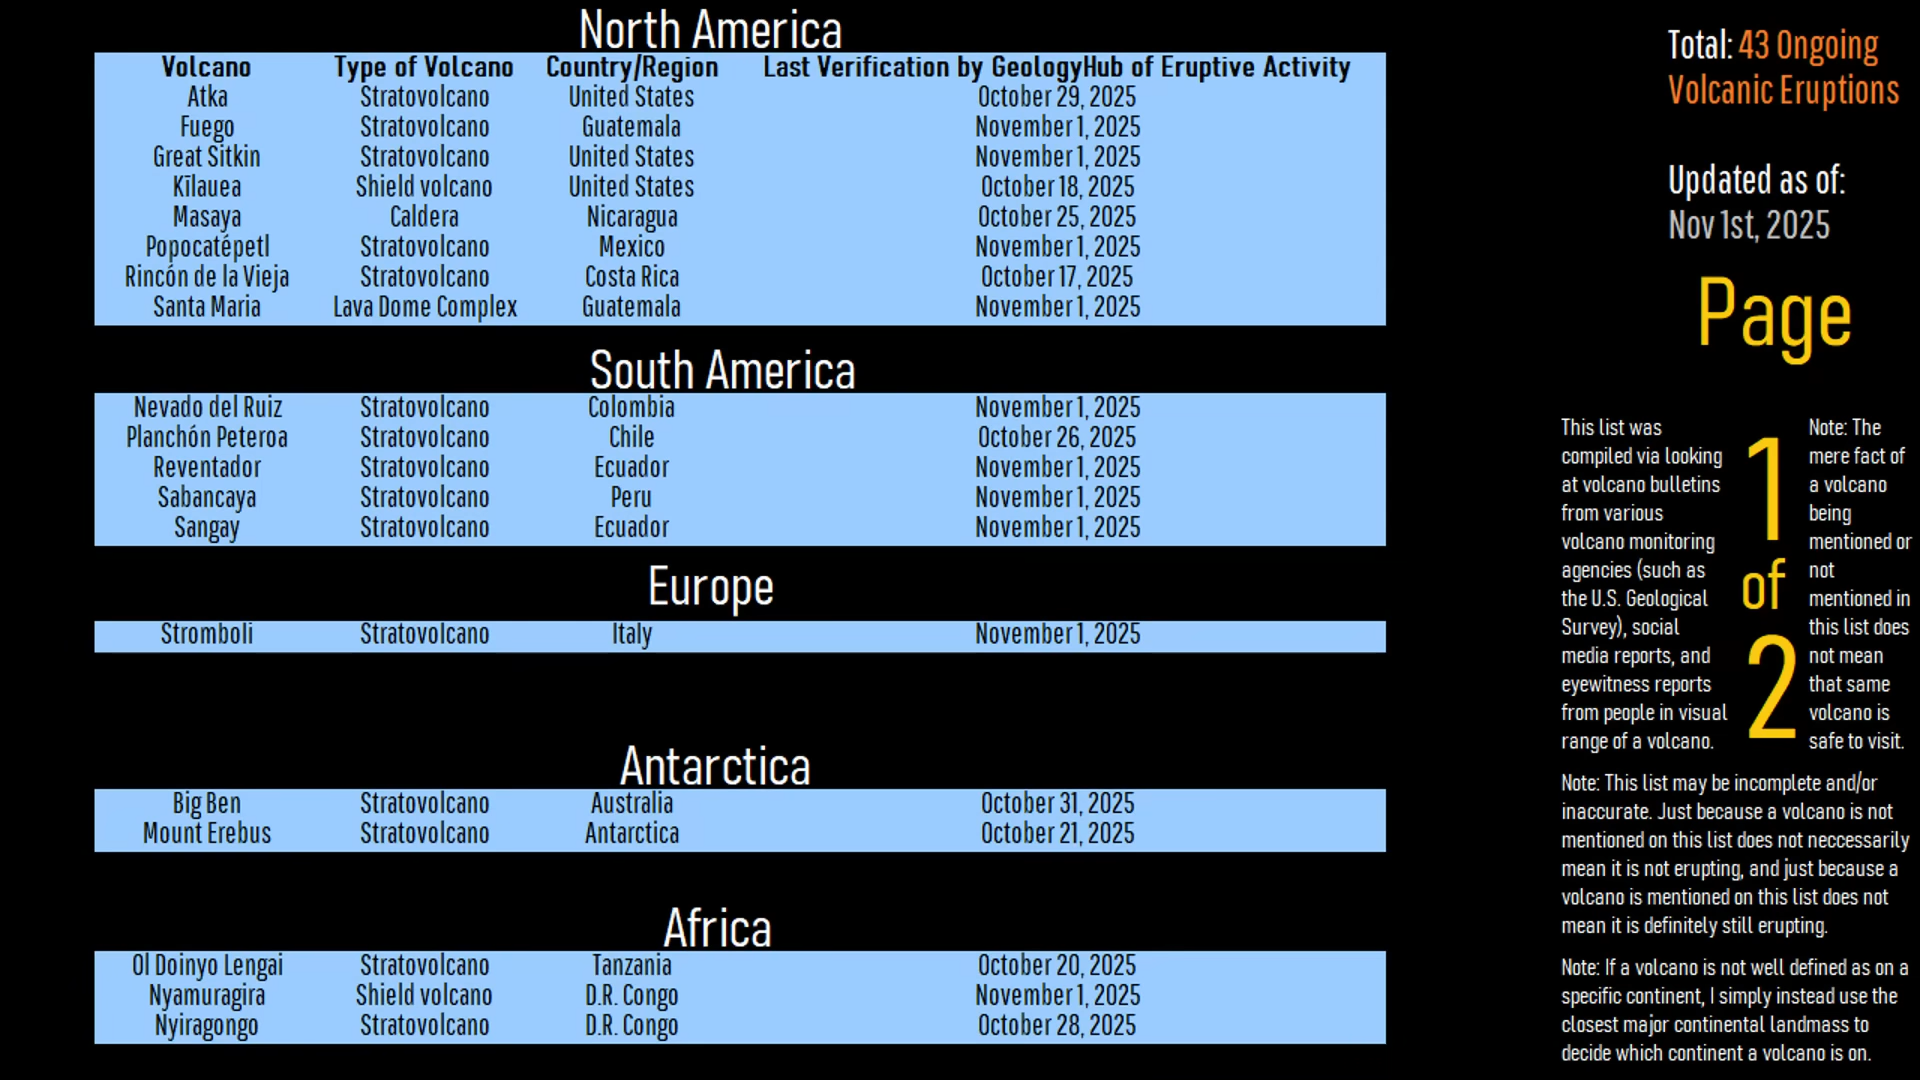 North America
Volcano Type of Volcano Country/Region Last Verification by GeologyHub of Eruptive Activity
Atka Stratovolcano United States October 29, 2025
Fuego Stratovolcano Guatemala November 1, 2025
Great Sitkin Stratovolcano United States November 1, 2025
Kīlauea Shield volcano United States October 18, 2025
Masaya Caldera Nicaragua October 25, 2025
Popocatépetl Stratovolcano Mexico November 1, 2025
Rincón de la Vieja Stratovolcano Costa Rica October 17, 2025
Santa Maria Lava Dome Complex Guatemala November 1, 2025
South America
Nevado del Ruiz Stratovolcano Colombia November 1, 2025
Planchón Peteroa Stratovolcano Chile October 26, 2025
Reventador Stratovolcano Ecuador November 1, 2025
Sabancaya Stratovolcano Peru November 1, 2025
Sangay Stratovolcano Ecuador November 1, 2025
Europe
Stromboli Stratovolcano Italy November 1, 2025
Antarctica
Big Ben Stratovolcano Australia October 31, 2025
Mount Erebus Stratovolcano Antarctica October 21, 2025
Africa
Ol Doinyo Lengai Stratovolcano Tanzania October 20, 2025
Nyamuragira Shield volcano D.R. Congo November 1, 2025
Nyiragongo Stratovolcano D.R. Congo October 28, 2025
Total: 43 Ongoing
Volcanic Eruptions
Updated as of:
Nov 1st, 2025
Page
1
of
2
This list was
compiled via looking
at volcano bulletins
from various
volcano monitoring
agencies (such as
the U.S. Geological
Survey), social
media reports, and
eyewitness reports
from people in visual
range of a volcano.
Note: The
mere fact of
a volcano
being
mentioned or
not
mentioned in
this list does
not mean
that same
volcano is
safe to visit.
Note: This list may be incomplete and/or
inaccurate. Just because a volcano is not
mentioned on this list does not neccessarily
mean it is not erupting, and just because a
volcano is mentioned on this list does not
mean it is definitely still erupting.
Note: If a volcano is not well defined as on a
specific continent, I simply instead use the
closest major continental landmass to
decide which continent a volcano is on.